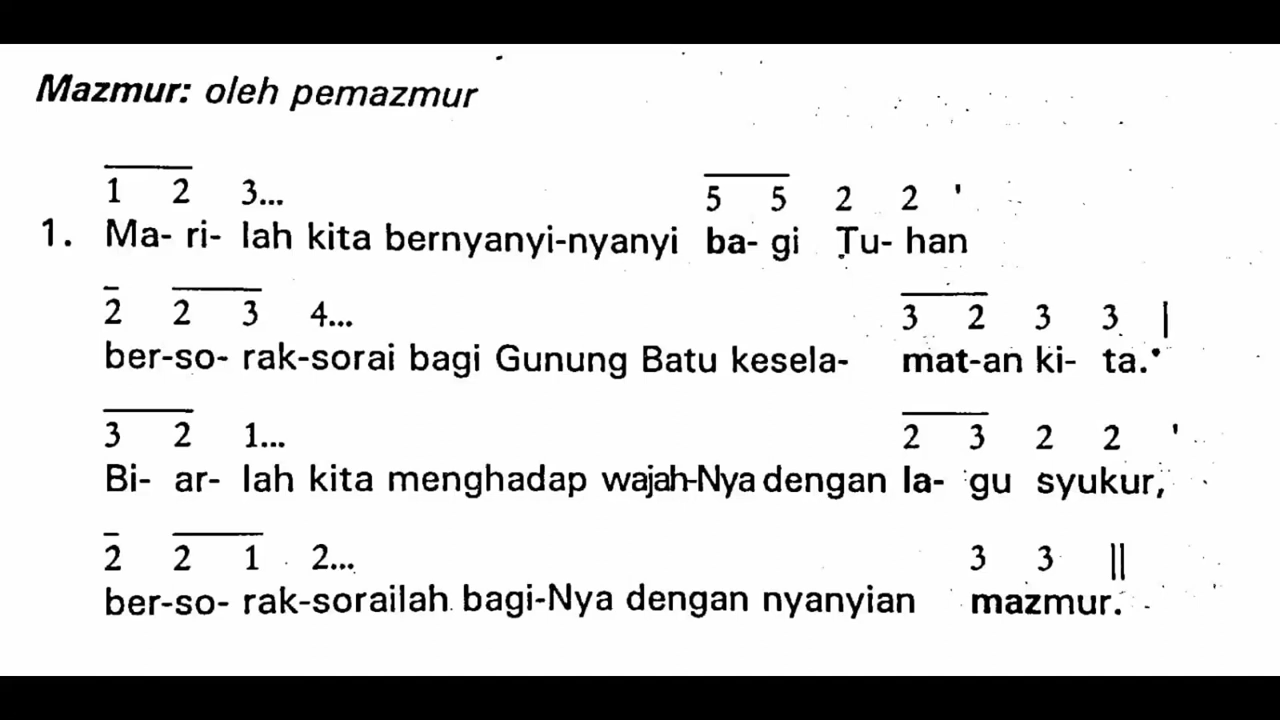 Mazmur: oleh pemazmur
1 2 3... 5 5 2 2 '
1. Ma- ri- lah kita bernyanyi-nyanyi ba- gi Tu- han
2 2 3 4... 3 2 3 3 |
ber-so- rak-sorai bagi Gunung Batu kesela- mat-an ki- ta.
3 2 1... 2 3 2 2 '
Bi- ar- lah kita menghadap wajah-Nya dengan la- gu syukur,
2 2 1 2... 3 3 ||
ber-so- rak-sorailah bagi-Nya dengan nyanyian mazmur.